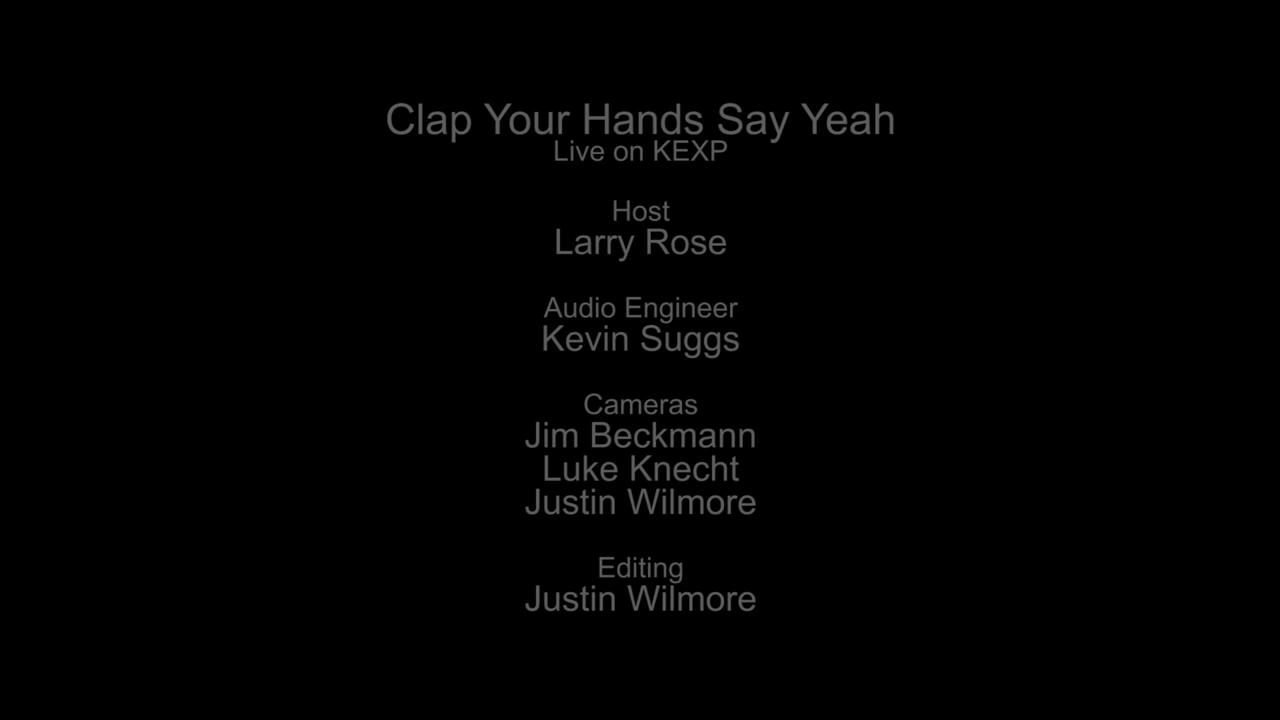 Clap Your Hands Say Yeah
Live on KEXP
Host
Larry Rose
Audio Engineer
Kevin Suggs
Cameras
Jim Beckmann
Luke Knecht
Justin Wilmore
Editing
Justin Wilmore